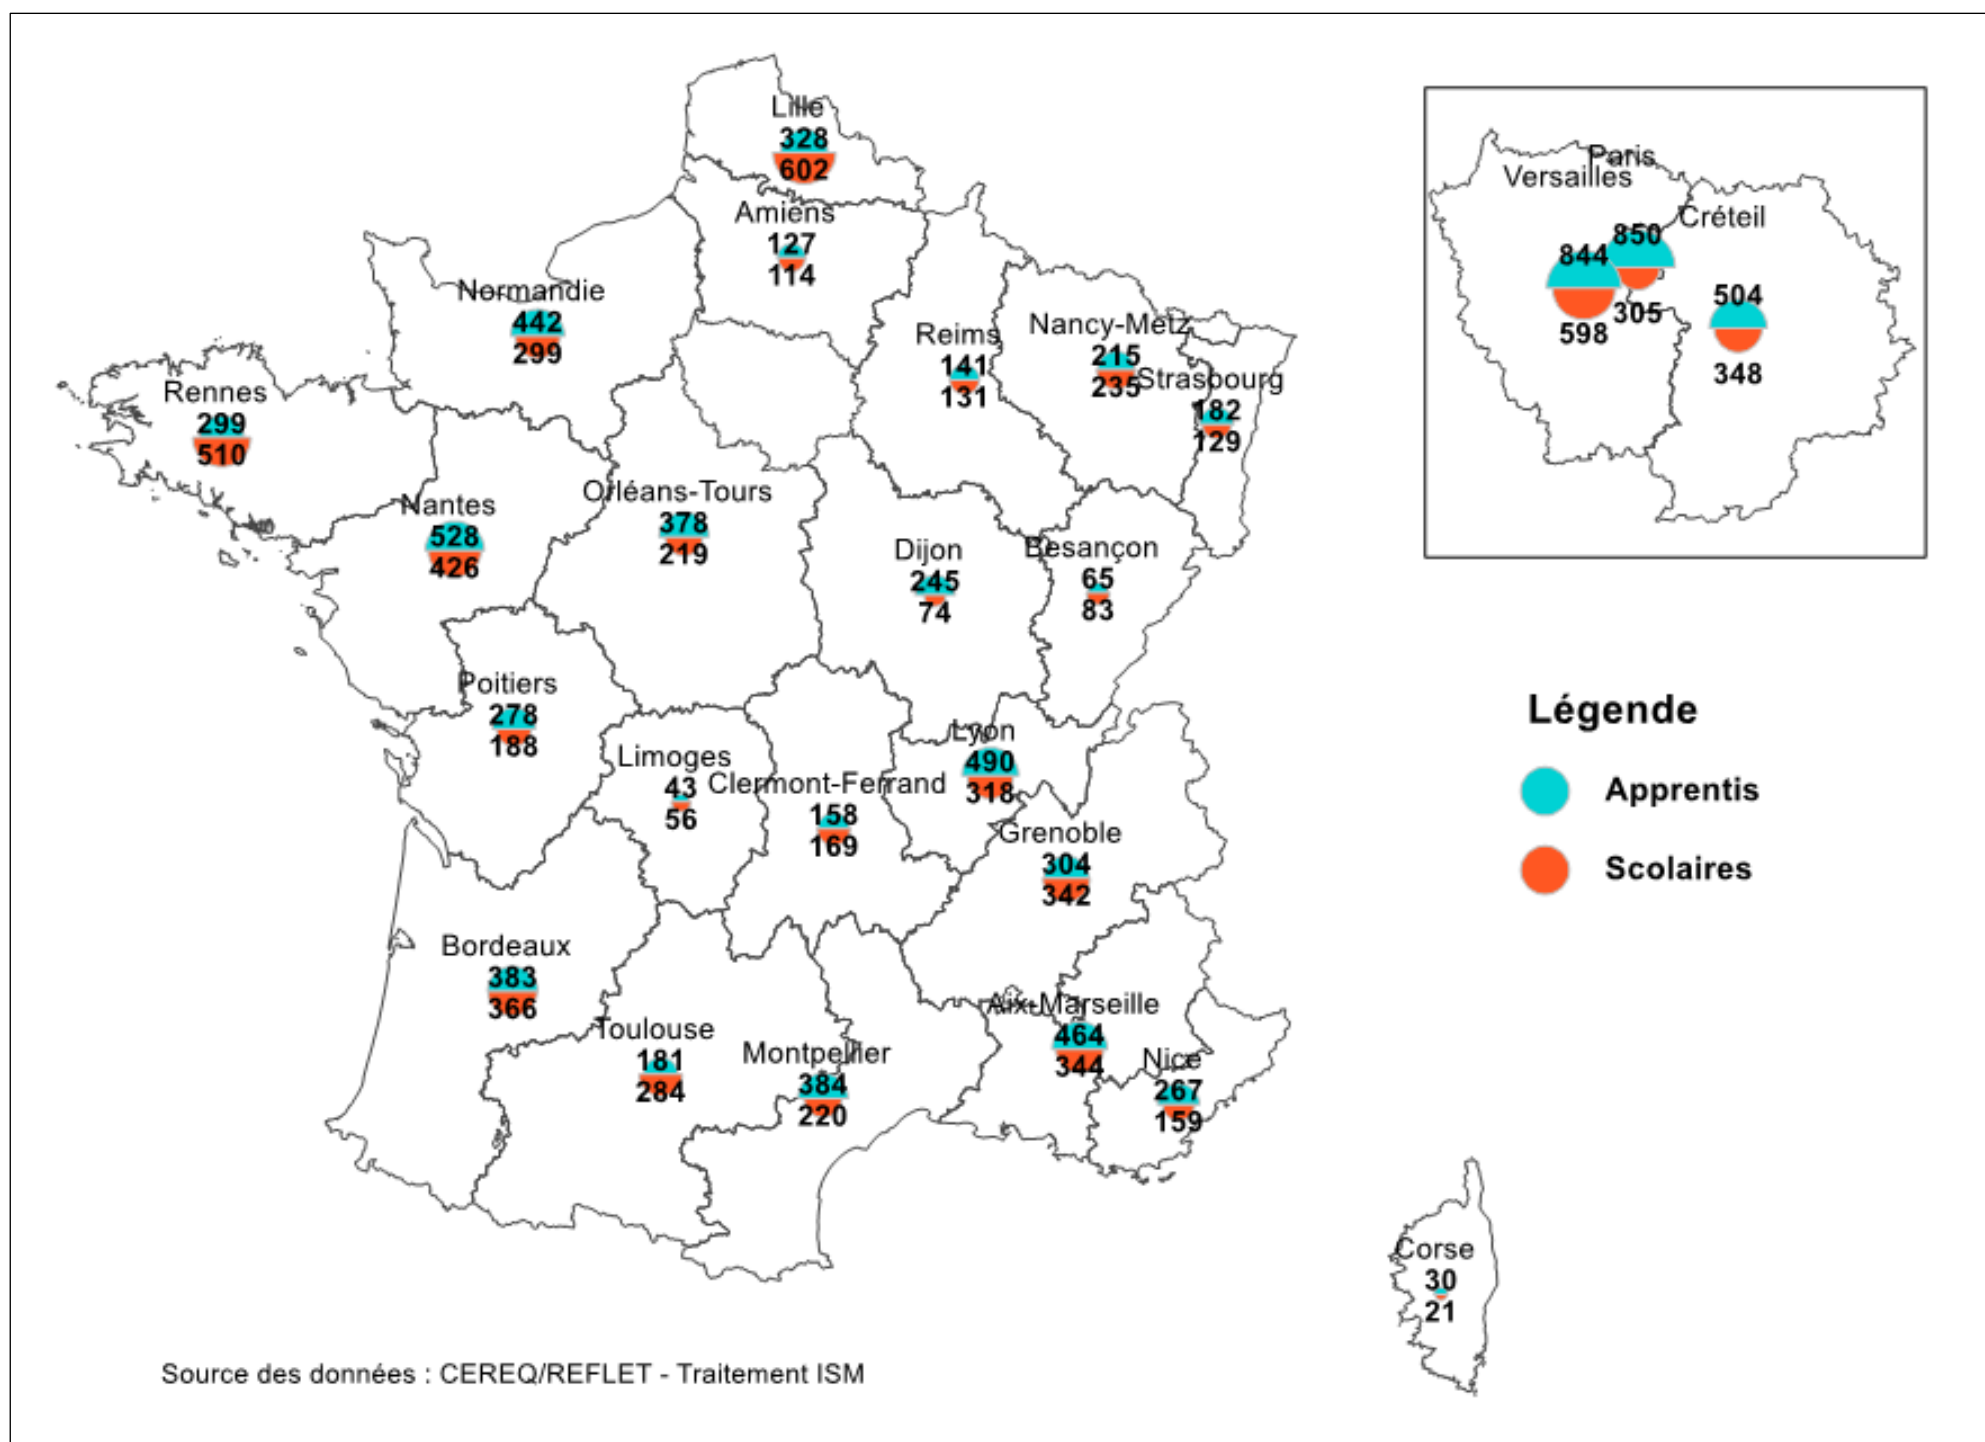 Lille
328
602
Amiens
127
114
Normandie
442
299
Reims
141
131
Nancy-Metz
215
235
Strasbourg
182
129
Rennes
299
510
Nantes
528
426
Orléans-Tours
378
219
Dijon
245
74
Besançon
65
83
Poitiers
278
188
Limoges
43
56
Clermont-Ferrand
158
169
Lyon
490
318
Grenoble
304
342
Bordeaux
383
366
Toulouse
181
284
Montpellier
384
220
Aix-Marseille
464
344
Nice
267
159
Corse
30
21
Paris
850
305
Versailles
844
598
Créteil
504
348
Légende
Apprentis
Scolaires
Source des données : CEREQ/REFLET - Traitement ISM